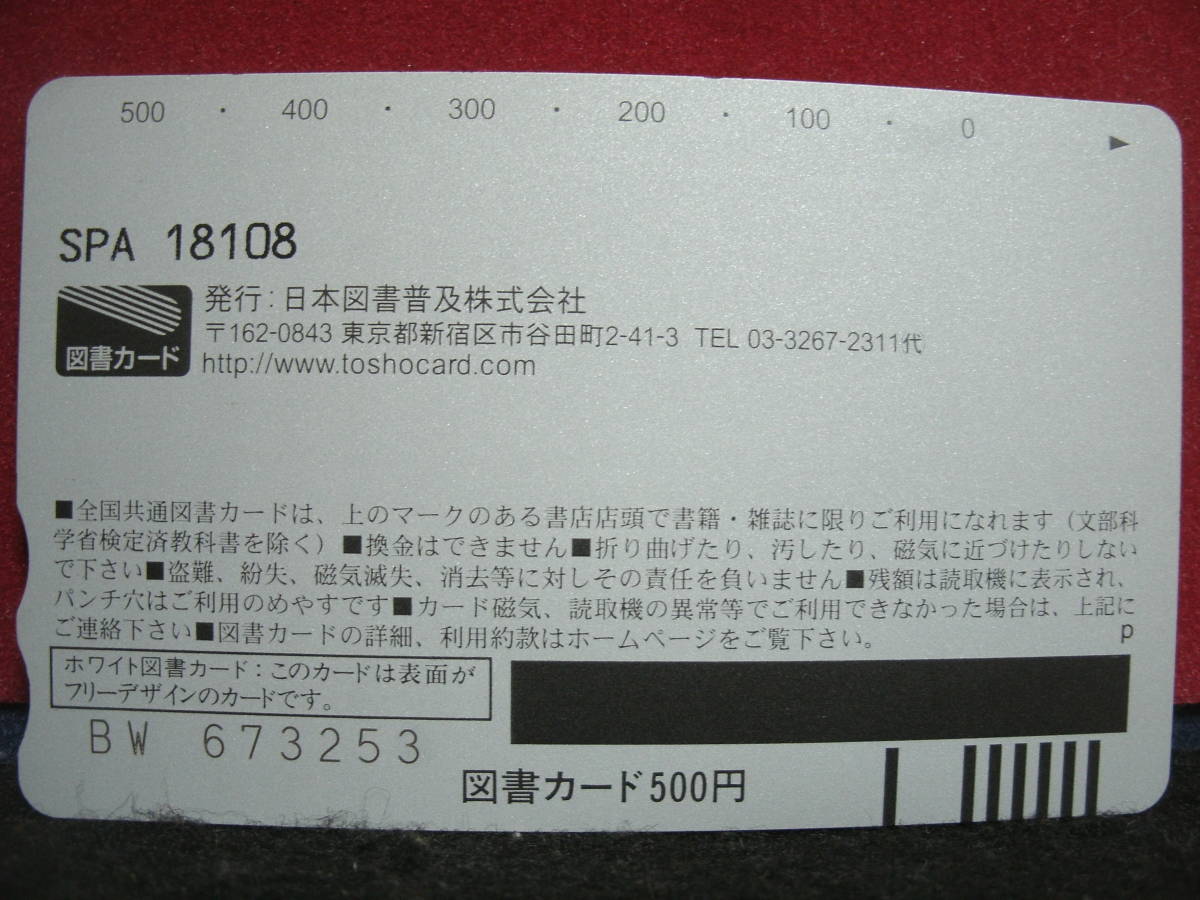 500 ・ 400 ・ 300 ・ 200 ・ 100 ・ 0 ▶
SPA 18108
図書カード
発行:日本図書普及株式会社
〒162-0843 東京都新宿区市谷田町2-41-3 TEL 03-3267-2311代
http://www.toshocard.com
■全国共通図書カードは、上のマークのある書店店頭で書籍・雑誌に限りご利用になれます(文部科
学省検定済教科書を除く)■換金はできません■折り曲げたり、汚したり、磁気に近づけたりしない
で下さい■盗難、紛失、磁気滅失、消去等に対しその責任を負いません■残額は読取機に表示され、
パンチ穴はご利用のめやすです■カード磁気、読取機の異常等でご利用できなかった場合は、上記に
ご連絡下さい■図書カードの詳細、利用約款はホームページをご覧下さい。
p
ホワイト図書カード:このカードは表面が
フリーデザインのカードです。
BW 673253
図書カード500円